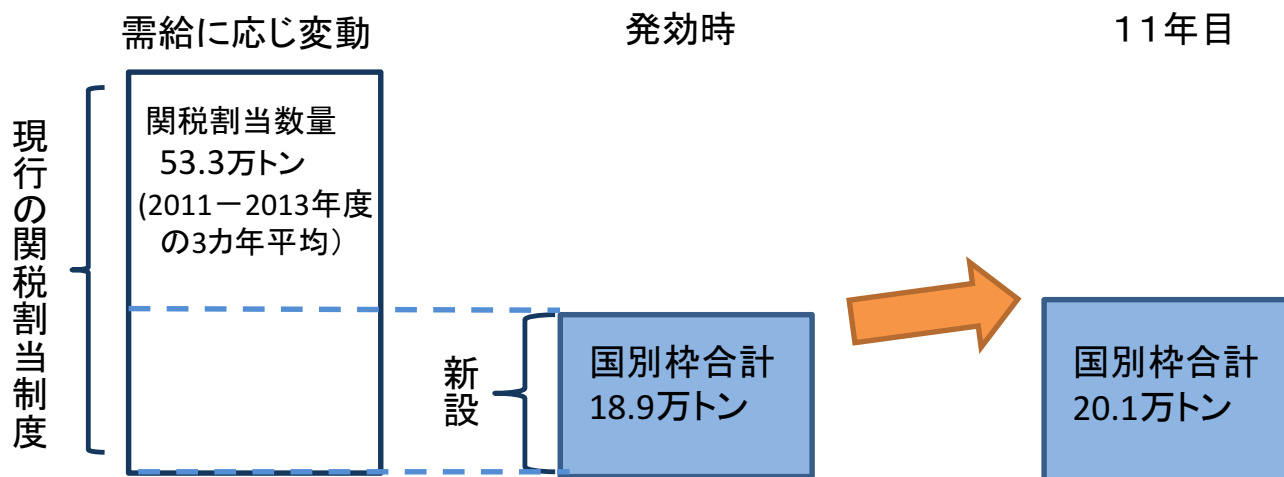 需給に応じ変動
発効時
11年目
現行の関税割当制度
関税割当数量
53.3万トン
(2011－2013年度
の3カ年平均）
新設
国別枠合計
18.9万トン
国別枠合計
20.1万トン